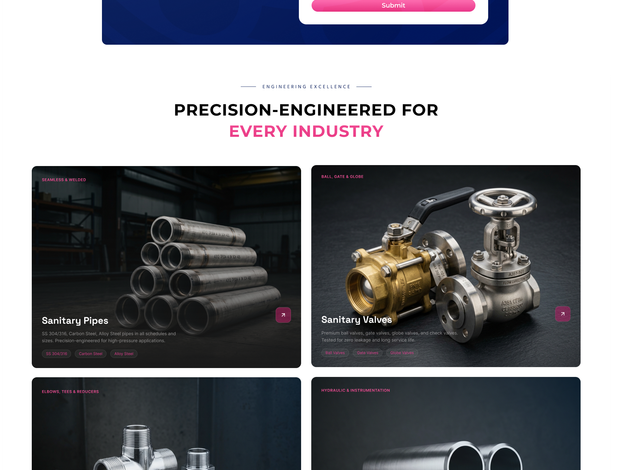 Submit
ENGINEERING EXCELLENCE
PRECISION-ENGINEERED FOR
EVERY INDUSTRY
SEAMLESS & WELDED
Sanitary Pipes
SS 304/316, Carbon Steel, Alloy Steel pipes in all schedules and
sizes. Precision-engineered for high-pressure applications.
SS 304/316
Carbon Steel
Alloy Steel
BALL, GATE & GLOBE
Sanitary Valves
Premium ball valves, gate valves, global valves, and check valves.
Tested for zero leakage and long service life.
Ball Valves
Gate Valves
ELBOWS, TEES & REDUCERS
HYDRAULIC & INSTRUMENTATION